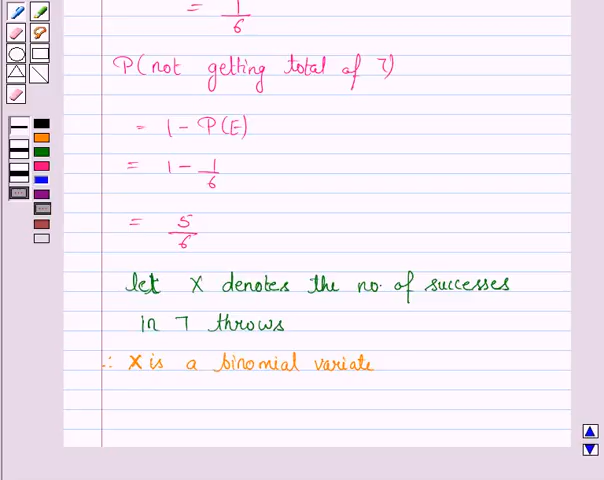 = 1/6
P(not getting total of 7)
= 1 - P(E)
= 1 - 1/6
= 5/6
let X denotes the no. of successes
in 7 throws
∴ X is a binomial variate